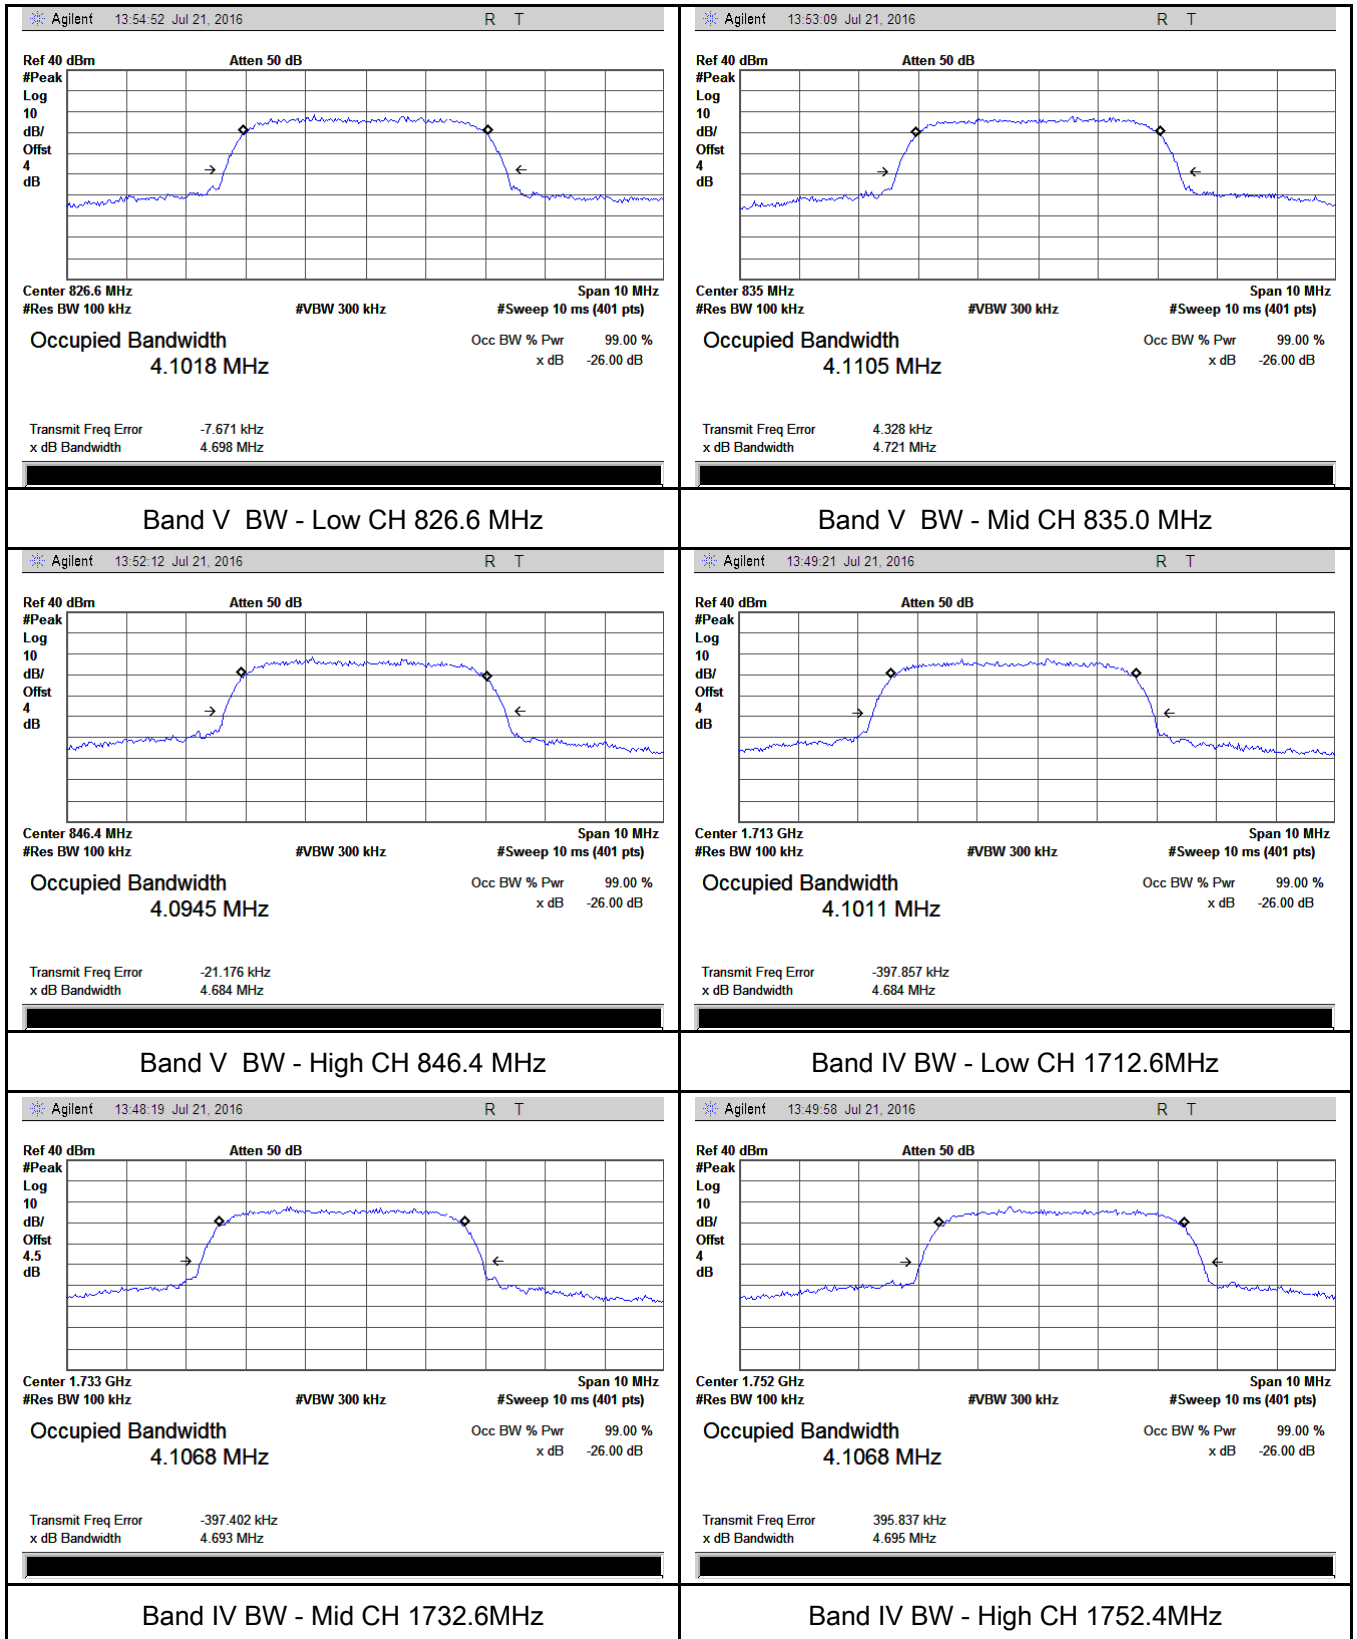 Agilent 13:54:52 Jul 21, 2016 R T
Ref 40 dBm Atten 50 dB
#Peak
Log
10
dB/
Offst
4
dB
Center 826.6 MHz Span 10 MHz
#Res BW 100 kHz #VBW 300 kHz #Sweep 10 ms (401 pts)
Occupied Bandwidth Occ BW % Pwr 99.00 %
4.1018 MHz x dB -26.00 dB
Transmit Freq Error -7.671 kHz
x dB Bandwidth 4.698 MHz
Band V BW - Low CH 826.6 MHz
Agilent 13:53:09 Jul 21, 2016 R T
Ref 40 dBm Atten 50 dB
#Peak
Log
10
dB/
Offst
4
dB
Center 835 MHz Span 10 MHz
#Res BW 100 kHz #VBW 300 kHz #Sweep 10 ms (401 pts)
Occupied Bandwidth Occ BW % Pwr 99.00 %
4.1105 MHz x dB -26.00 dB
Transmit Freq Error 4.328 kHz
x dB Bandwidth 4.721 MHz
Band V BW - Mid CH 835.0 MHz
Agilent 13:52:12 Jul 21, 2016 R T
Ref 40 dBm Atten 50 dB
#Peak
Log
10
dB/
Offst
4
dB
Center 846.4 MHz Span 10 MHz
#Res BW 100 kHz #VBW 300 kHz #Sweep 10 ms (401 pts)
Occupied Bandwidth Occ BW % Pwr 99.00 %
4.0945 MHz x dB -26.00 dB
Transmit Freq Error -21.176 kHz
x dB Bandwidth 4.684 MHz
Band V BW - High CH 846.4 MHz
Agilent 13:49:21 Jul 21, 2016 R T
Ref 40 dBm Atten 50 dB
#Peak
Log
10
dB/
Offst
4
dB
Center 1.713 GHz Span 10 MHz
#Res BW 100 kHz #VBW 300 kHz #Sweep 10 ms (401 pts)
Occupied Bandwidth Occ BW % Pwr 99.00 %
4.1011 MHz x dB -26.00 dB
Transmit Freq Error -397.857 kHz
x dB Bandwidth 4.684 MHz
Band IV BW - Low CH 1712.6MHz
Agilent 13:48:19 Jul 21, 2016 R T
Ref 40 dBm Atten 50 dB
#Peak
Log
10
dB/
Offst
4.5
dB
Center 1.733 GHz Span 10 MHz
#Res BW 100 kHz #VBW 300 kHz #Sweep 10 ms (401 pts)
Occupied Bandwidth Occ BW % Pwr 99.00 %
4.1068 MHz x dB -26.00 dB
Transmit Freq Error -397.402 kHz
x dB Bandwidth 4.693 MHz
Band IV BW - Mid CH 1732.6MHz
Agilent 13:49:58 Jul 21, 2016 R T
Ref 40 dBm Atten 50 dB
#Peak
Log
10
dB/
Offst
4
dB
Center 1.752 GHz Span 10 MHz
#Res BW 100 kHz #VBW 300 kHz #Sweep 10 ms (401 pts)
Occupied Bandwidth Occ BW % Pwr 99.00 %
4.1068 MHz x dB -26.00 dB
Transmit Freq Error 395.837 kHz
x dB Bandwidth 4.695 MHz
Band IV BW - High CH 1752.4MHz